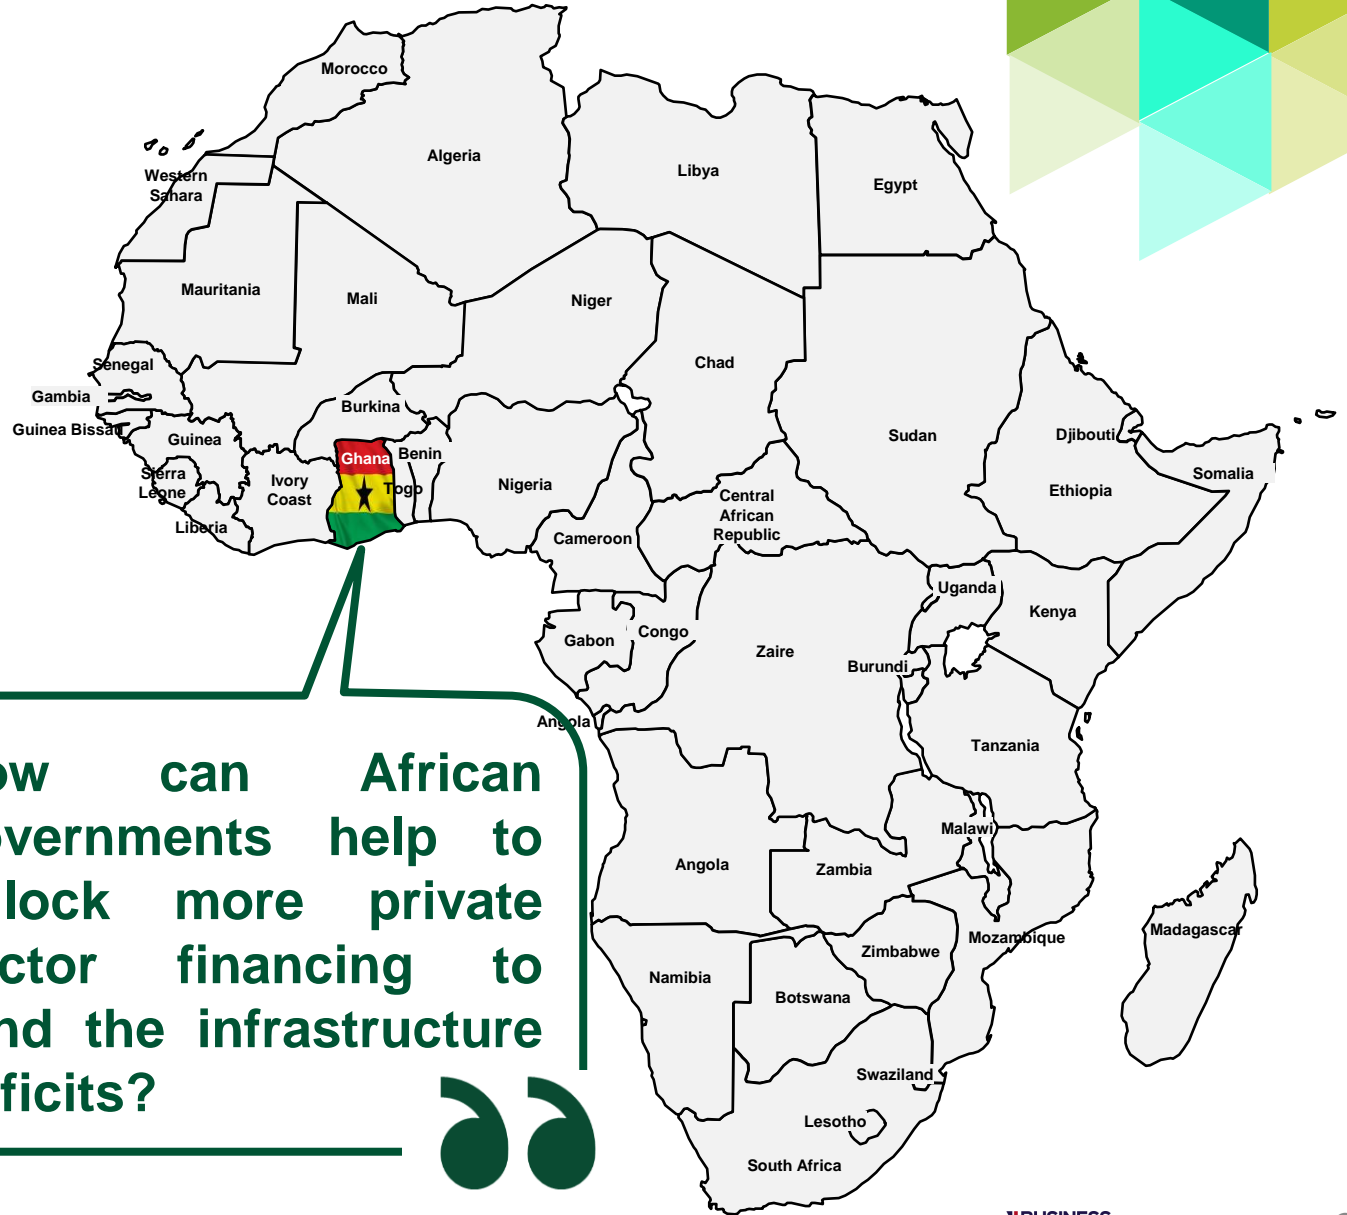 Morocco
Algeria
Libya
Egypt
Western
Sahara
Mauritania
Mali
Niger
Chad
Sudan
Senegal
Gambia
Guinea Bissau
Guinea
Sierra
Leone
Liberia
Ivory
Coast
Burkina
Ghana
Benin
Togo
Nigeria
Cameroon
Central
African
Republic
Djibouti
Ethiopia
Somalia
Uganda
Kenya
Gabon
Congo
Zaire
Burundi
Angola
Tanzania
Malawi
Angola
Zambia
Mozambique
Madagascar
Zimbabwe
Namibia
Botswana
Swaziland
Lesotho
South Africa
ow can African
overnments help to
lock more private
ctor financing to
nd the infrastructure
ficits?
BUSINESS